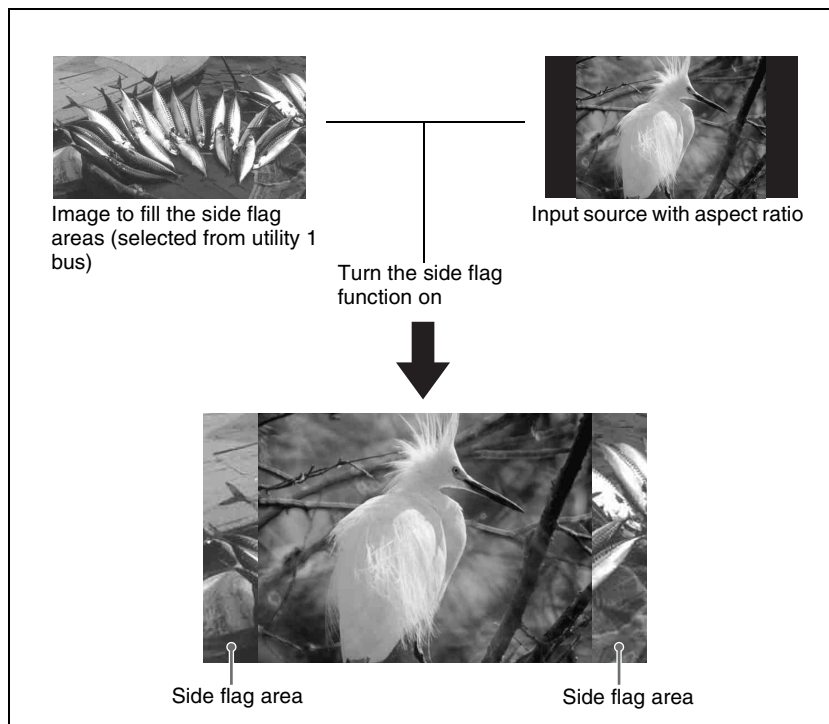 Image to fill the side flag
areas (selected from utility 1
bus)
Input source with aspect ratio
Turn the side flag
function on
Side flag area
Side flag area